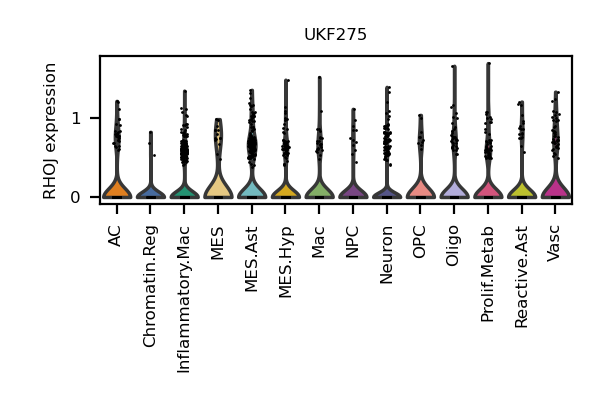 UKF275
RHOJ expression
1
0
AC
Chromatin.Reg
Inflammatory.Mac
MES
MES.Ast
MES.Hyp
Mac
NPC
Neuron
OPC
Oligo
Prolif.Metab
Reactive.Ast
Vasc